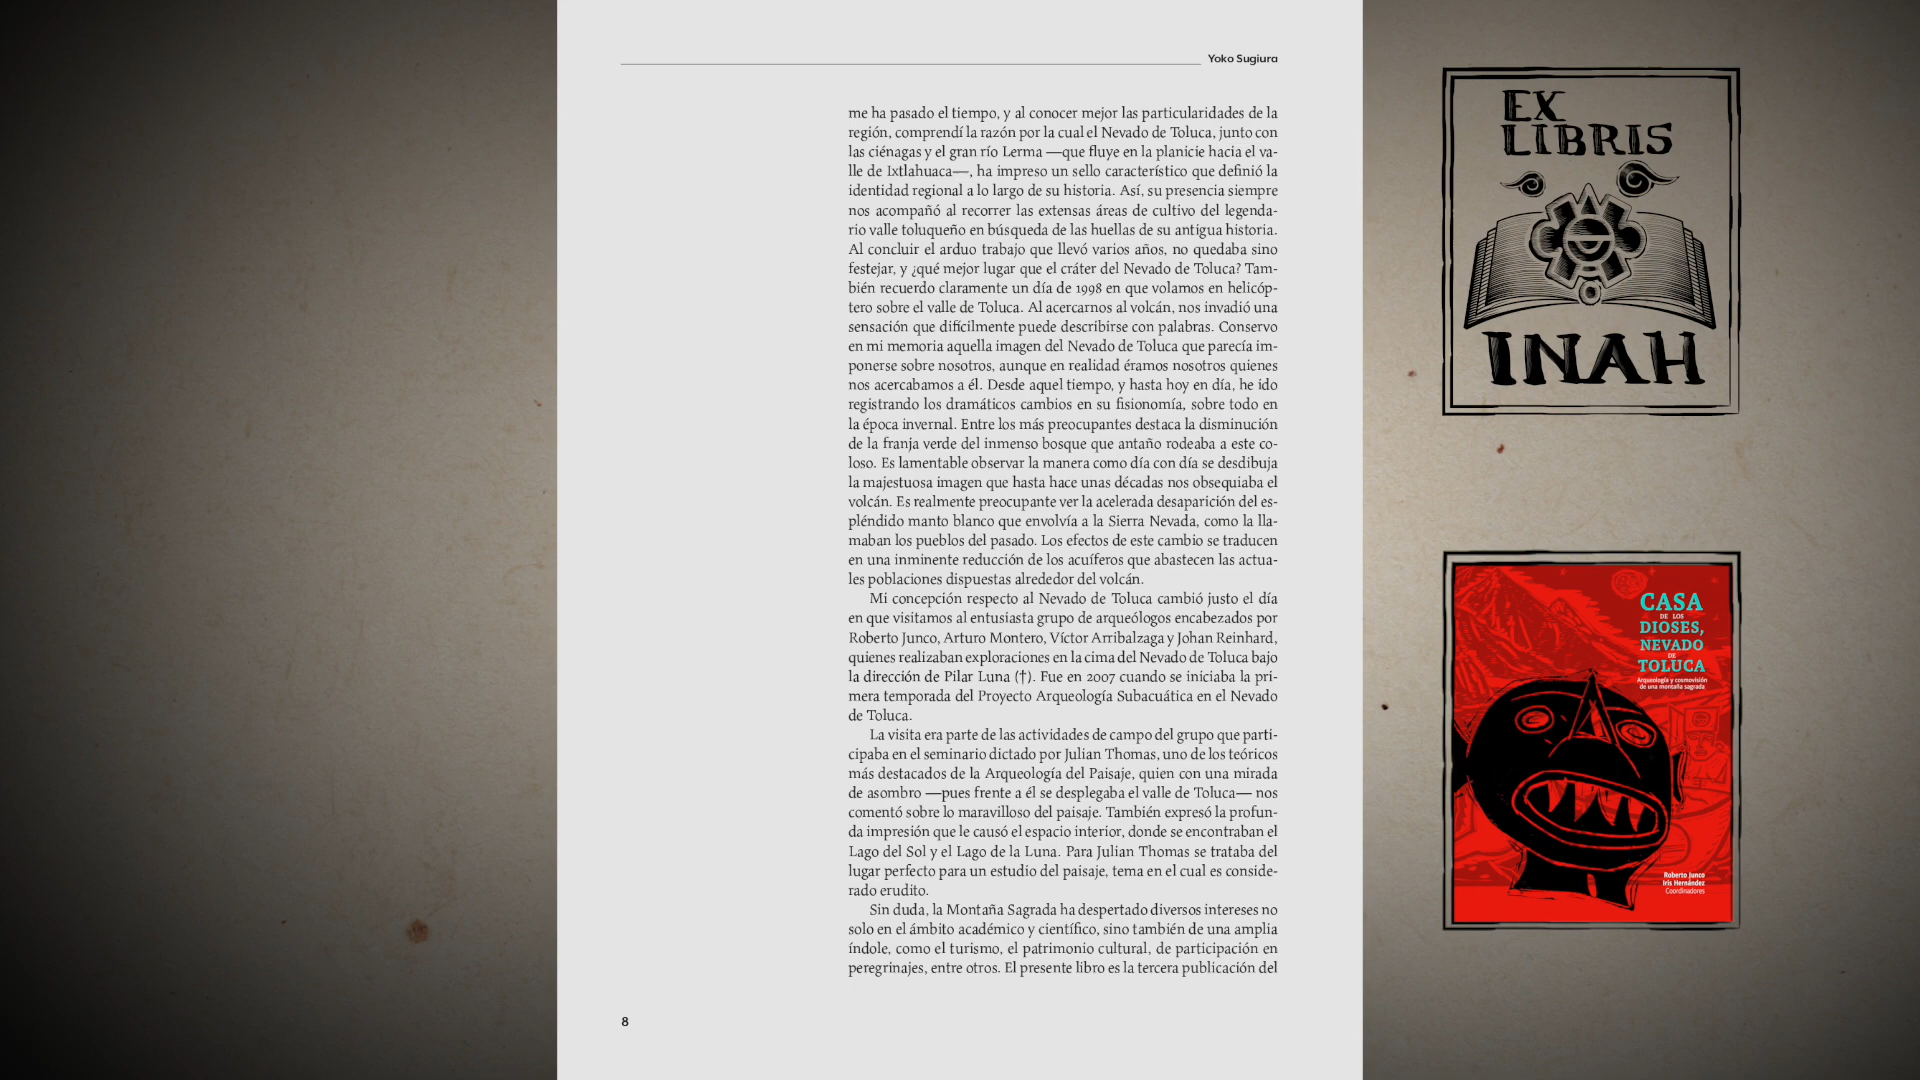 Yoko Sugiura
me ha pasado el tiempo, y al conocer mejor las particularidades de la
región, comprendí la razón por la cual el Nevado de Toluca, junto con
las ciénagas y el gran río Lerma —que fluye en la planicie hacia el va-
lle de Ixtlahuaca—, ha impreso un sello característico que definió la
identidad regional a lo largo de su historia. Así, su presencia siempre
nos acompañó al recorrer las extensas áreas de cultivo del legenda-
rio valle toluqueño en búsqueda de las huellas de su antigua historia.
Al concluir el arduo trabajo que llevó varios años, no quedaba sino
festejar, y ¿qué mejor lugar que el cráter del Nevado de Toluca? Tam-
bién recuerdo claramente un día de 1998 en que volamos en helicóp-
tero sobre el valle de Toluca. Al acercarnos al volcán, nos invadió una
sensación que difícilmente puede describirse con palabras. Conservo
en mi memoria aquella imagen del Nevado de Toluca que parecía im-
ponerse sobre nosotros, aunque en realidad éramos nosotros quienes
nos acercabamos a él. Desde aquel tiempo, y hasta hoy en día, he ido
registrando los dramáticos cambios en su fisionomía, sobre todo en
la época invernal. Entre los más preocupantes destaca la disminución
de la franja verde del inmenso bosque que antaño rodeaba a este co-
loso. Es lamentable observar la manera como día con día se desdibuja
la majestuosa imagen que hasta hace unas décadas nos obsequiaba el
volcán. Es realmente preocupante ver la acelerada desaparición del es-
pléndido manto blanco que envolvía a la Sierra Nevada, como la lla-
maban los pueblos del pasado. Los efectos de este cambio se traducen
en una inminente reducción de los acuíferos que abastecen las actua-
les poblaciones dispuestas alrededor del volcán.
Mi concepción respecto al Nevado de Toluca cambió justo el día
en que visitamos al entusiasta grupo de arqueólogos encabezados por
Roberto Junco, Arturo Montero, Víctor Arribalzaga y Johan Reinhard,
quienes realizaban exploraciones en la cima del Nevado de Toluca bajo
la dirección de Pilar Luna (†). Fue en 2007 cuando se iniciaba la pri-
mera temporada del Proyecto Arqueología Subacuática en el Nevado
de Toluca.
La visita era parte de las actividades de campo del grupo que parti-
cipaba en el seminario dictado por Julian Thomas, uno de los teóricos
más destacados de la Arqueología del Paisaje, quien con una mirada
de asombro —pues frente a él se desplegaba el valle de Toluca— nos
comentó sobre lo maravilloso del paisaje. También expresó la profun-
da impresión que le causó el espacio interior, donde se encontraban el
Lago del Sol y el Lago de la Luna. Para Julian Thomas se trataba del
lugar perfecto para un estudio del paisaje, tema en el cual es conside-
rado erudito.
Sin duda, la Montaña Sagrada ha despertado diversos intereses no
solo en el ámbito académico y científico, sino también de una amplia
índole, como el turismo, el patrimonio cultural, de participación en
peregrinajes, entre otros. El presente libro es la tercera publicación del
8
EX
LIBRIS
INAH
CASA
DE LOS
DIOSES,
NEVADO
DE
TOLUCA
Arqueología y cosmovisión
de una montaña sagrada
Roberto Junco
Iris Hernández
Coordinadores